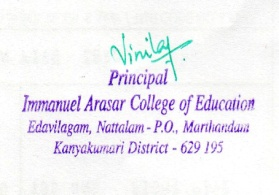 Vinila
Principal
Immanuel Arasar College of Education
Edavilagam, Nattalam - P.O., Marthandam
Kanyakumari District - 629 195